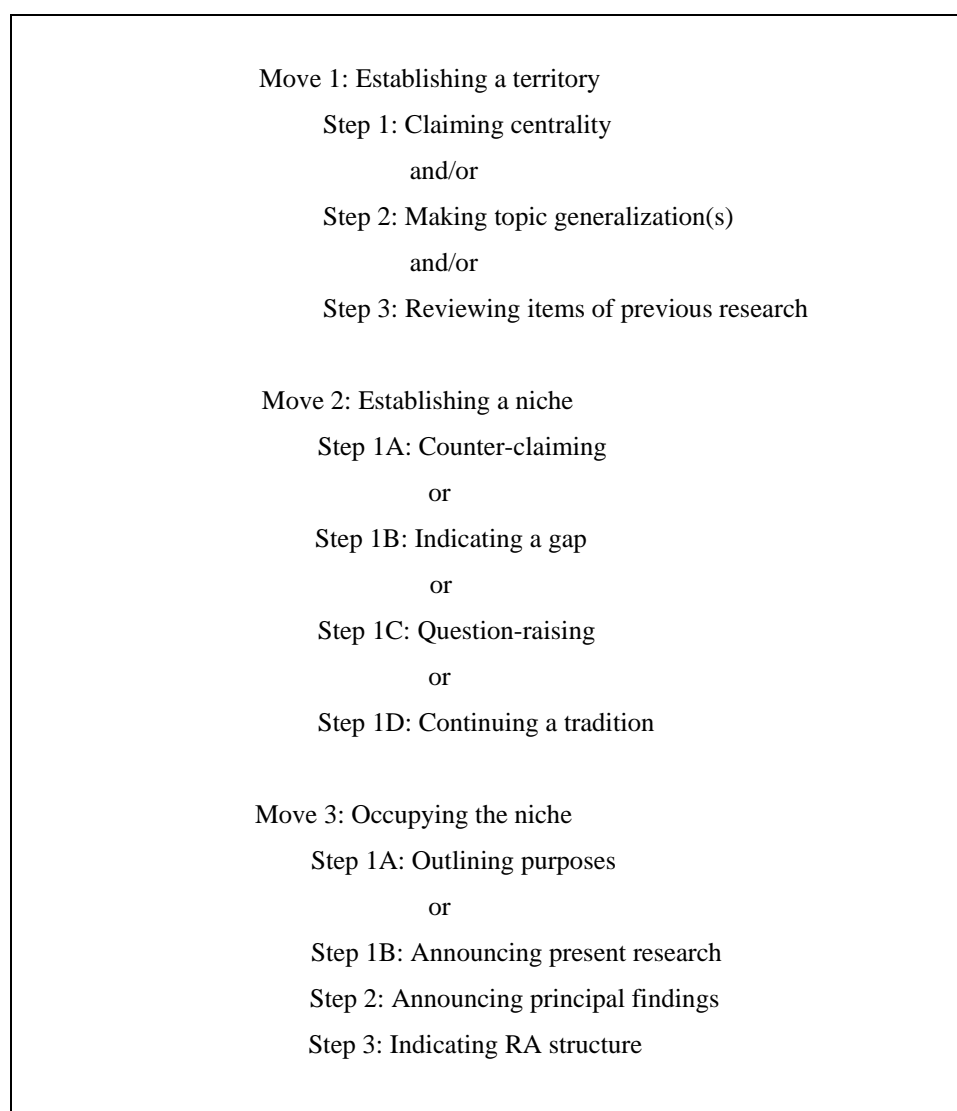 Move 1: Establishing a territory
Step 1: Claiming centrality
and/or
Step 2: Making topic generalization(s)
and/or
Step 3: Reviewing items of previous research
Move 2: Establishing a niche
Step 1A: Counter-claiming
or
Step 1B: Indicating a gap
or
Step 1C: Question-raising
or
Step 1D: Continuing a tradition
Move 3: Occupying the niche
Step 1A: Outlining purposes
or
Step 1B: Announcing present research
Step 2: Announcing principal findings
Step 3: Indicating RA structure